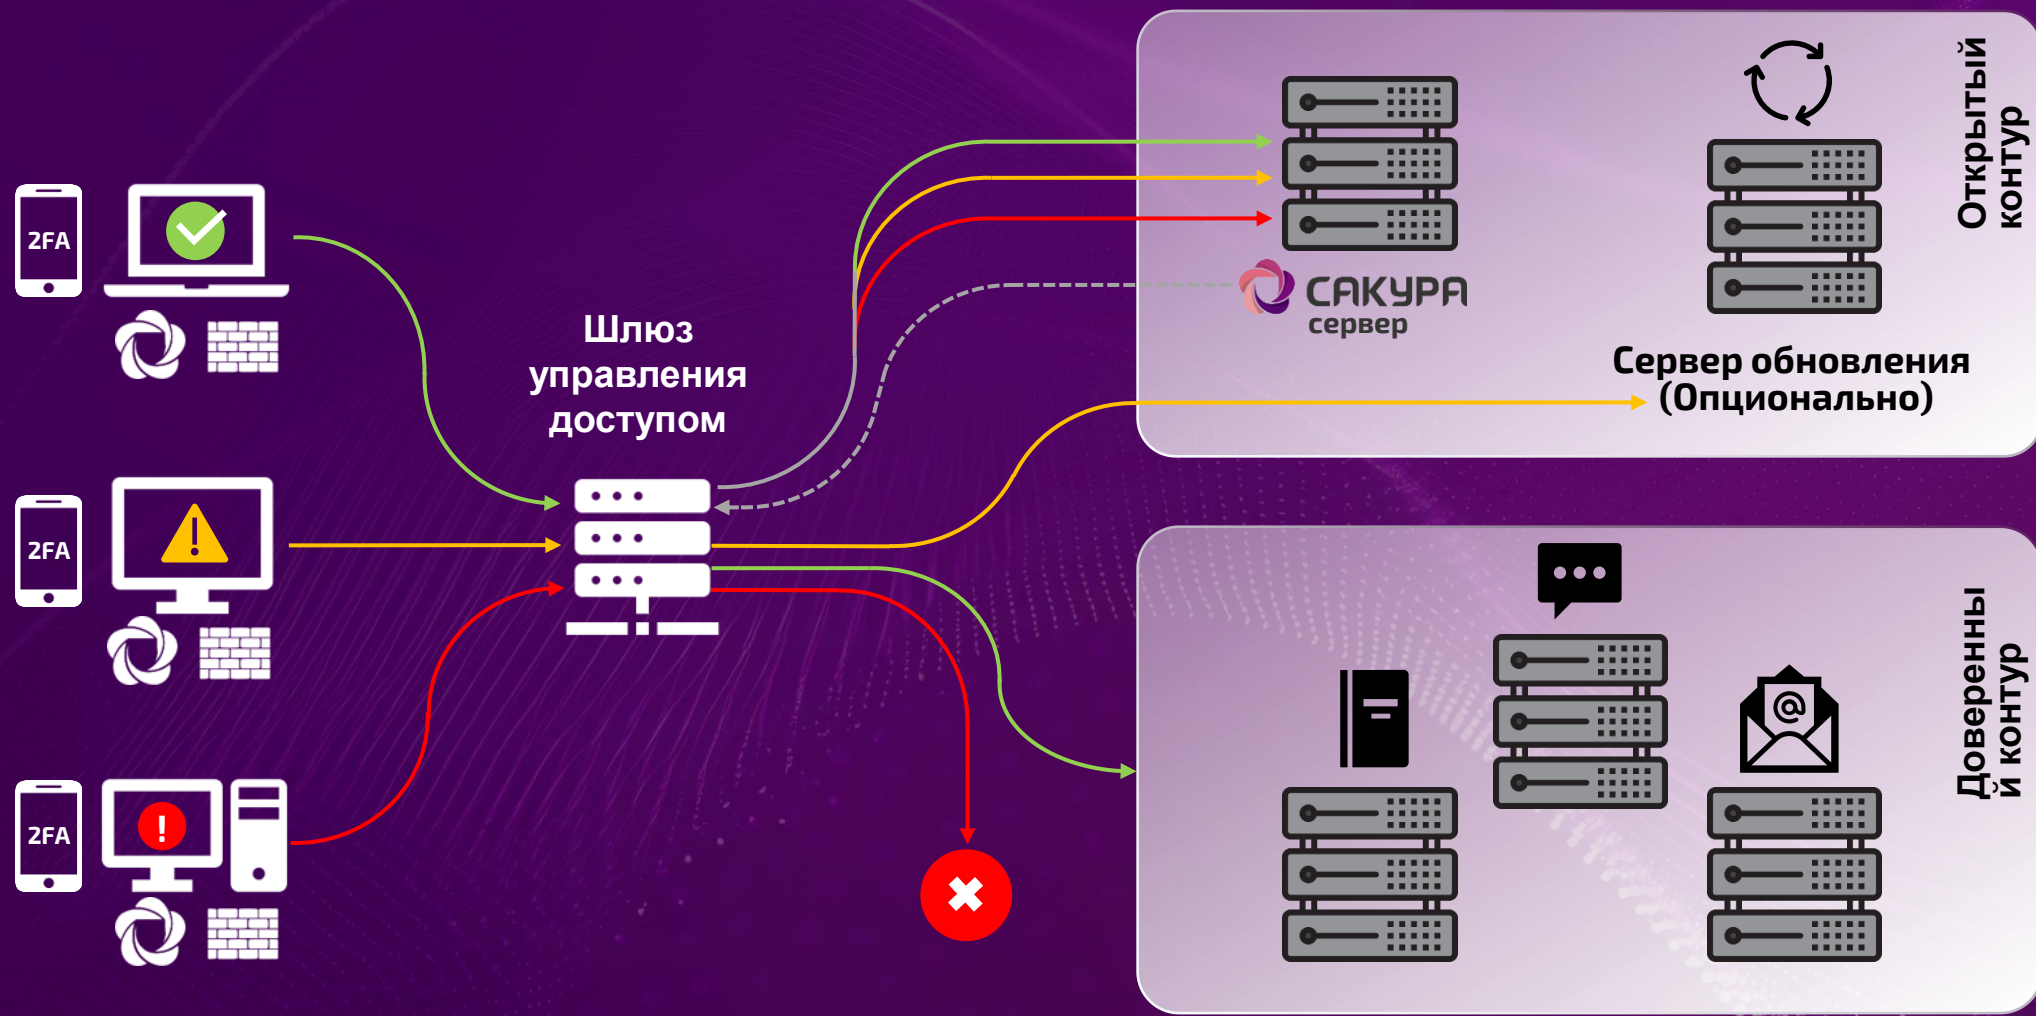 2FA
2FA
2FA
Шлюз
управления
доступом
САКУРА
сервер
Сервер обновления
(Опционально)
Открытый
контур
Доверенны
й контур